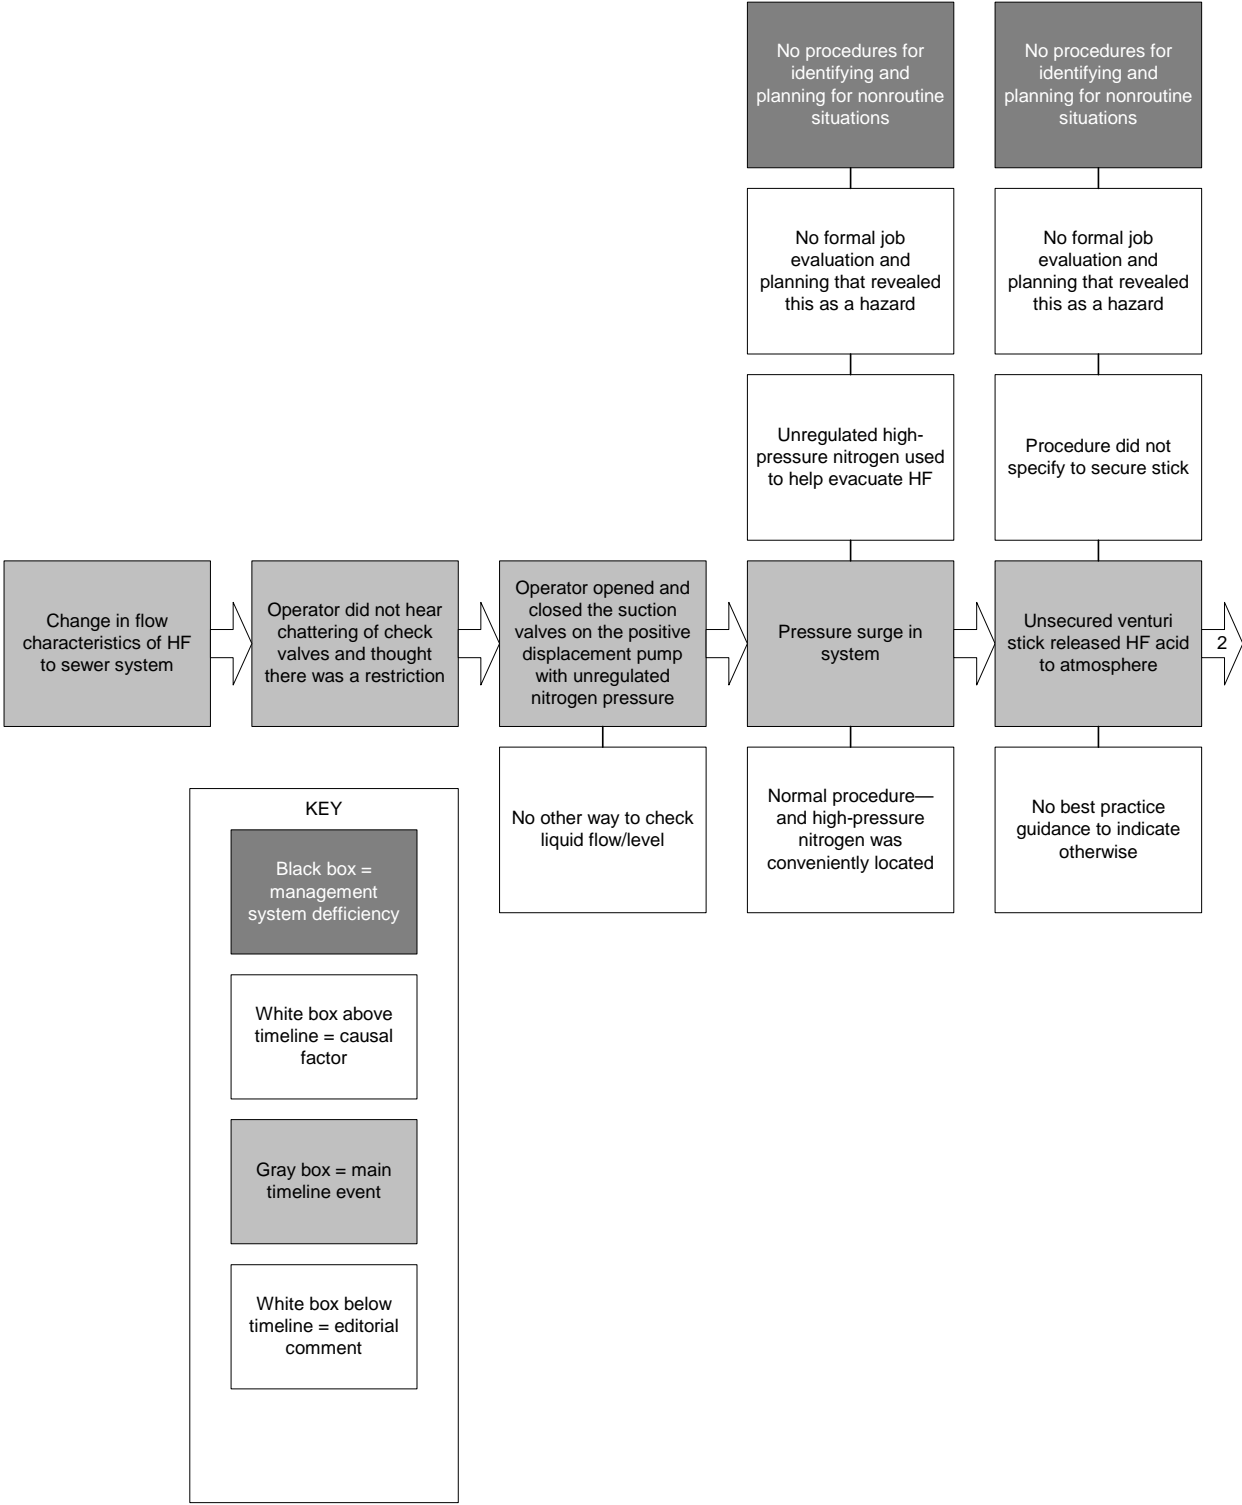 No procedures for
identifying and
planning for nonroutine
situations
No procedures for
identifying and
planning for nonroutine
situations
No formal job
evaluation and
planning that revealed
this as a hazard
No formal job
evaluation and
planning that revealed
this as a hazard
Unregulated high-
pressure nitrogen used
to help evacuate HF
Procedure did not
specify to secure stick
Change in flow
characteristics of HF
to sewer system
Operator did not hear
chattering of check
valves and thought
there was a restriction
Operator opened and
closed the suction
valves on the positive
displacement pump
with unregulated
nitrogen pressure
Pressure surge in
system
Unsecured venturi
stick released HF acid
to atmosphere
2
No other way to check
liquid flow/level
Normal procedure—
and high-pressure
nitrogen was
conveniently located
No best practice
guidance to indicate
otherwise
KEY
Black box =
management
system defficiency
White box above
timeline = causal
factor
Gray box = main
timeline event
White box below
timeline = editorial
comment